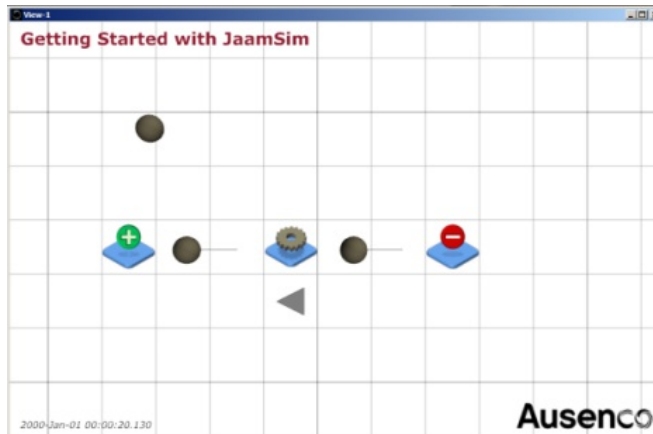 View-1
Getting Started with JaamSim
2000-Jan-01 00:00:20.130
Ausenco